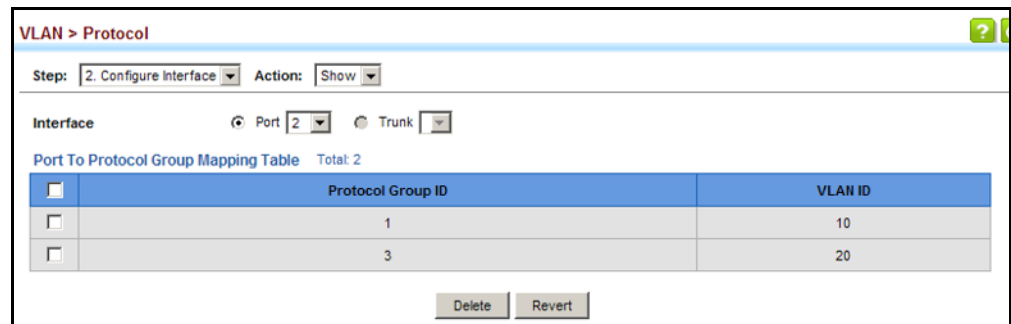 VLAN > Protocol ?
Step: 2. Configure Interface Action: Show
Interface Port 2 Trunk
Port To Protocol Group Mapping Table Total: 2
Protocol Group ID VLAN ID
1 10
3 20
Delete Revert